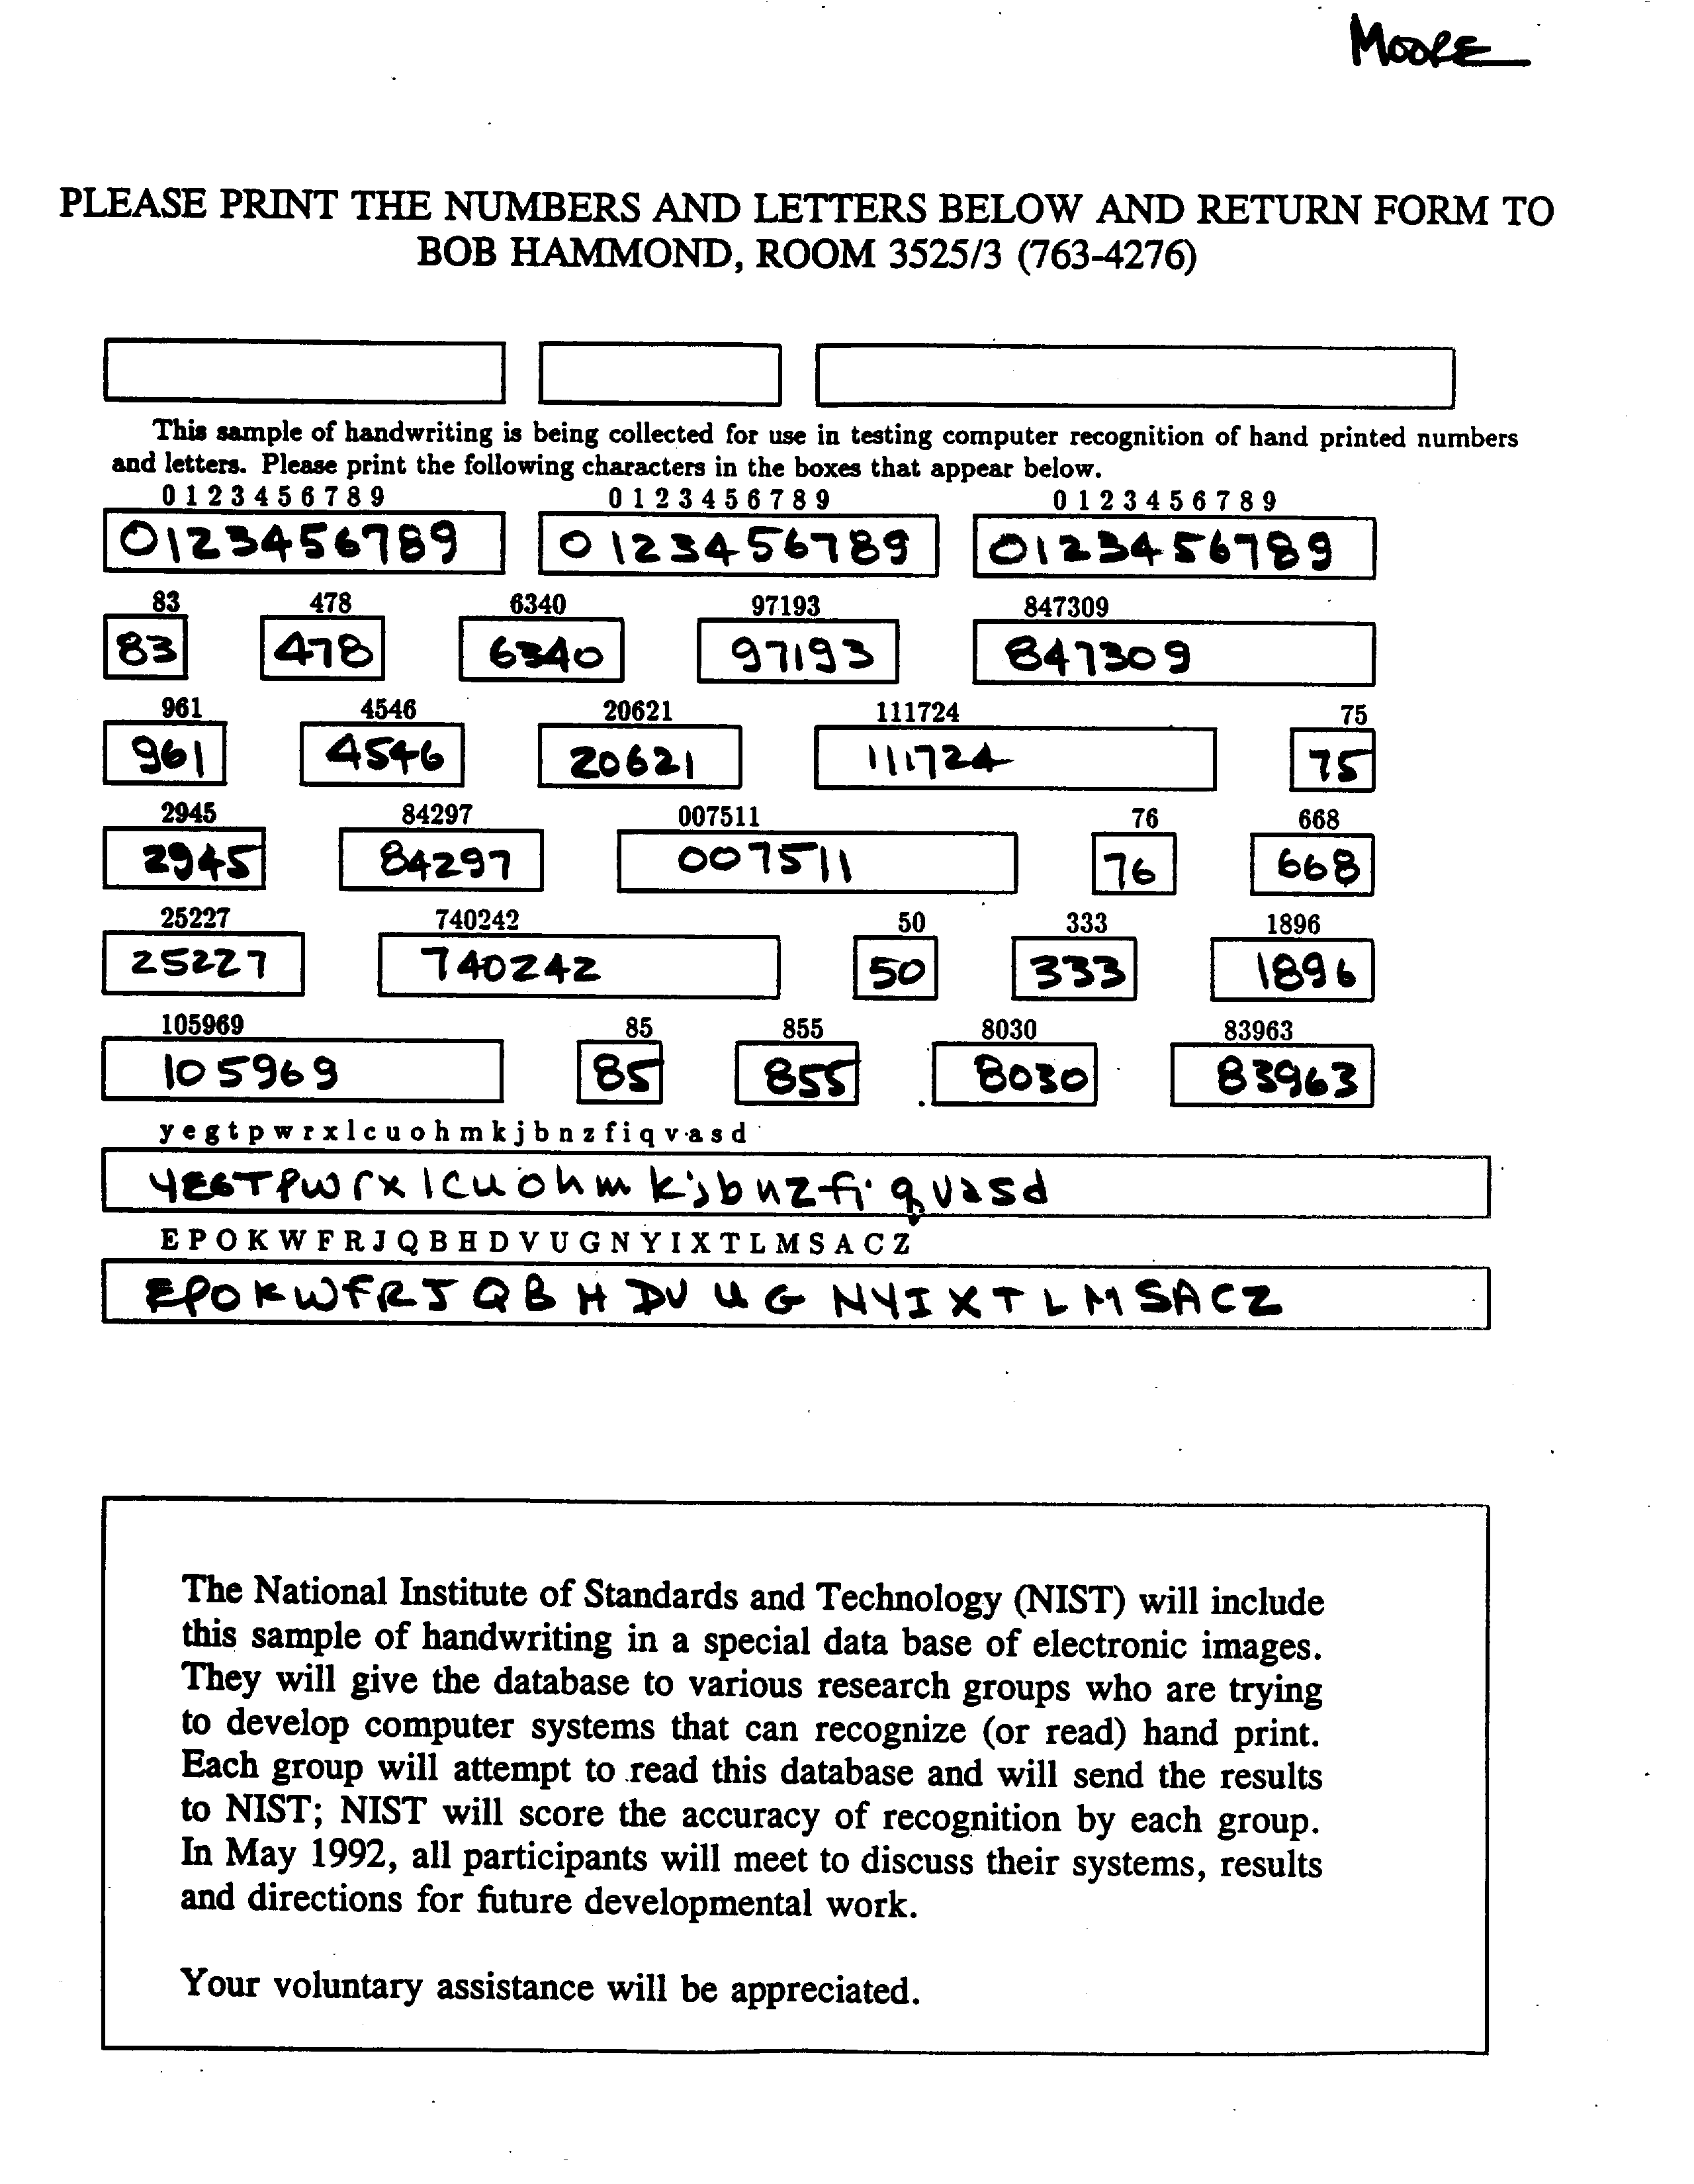 MOORE
PLEASE PRINT THE NUMBERS AND LETTERS BELOW AND RETURN FORM TO
BOB HAMMOND, ROOM 3525/3 (763-4276)
This sample of handwriting is being collected for use in testing computer recognition of hand printed numbers
and letters. Please print the following characters in the boxes that appear below.
0 1 2 3 4 5 6 7 8 9 0 1 2 3 4 5 6 7 8 9 0 1 2 3 4 5 6 7 8 9
0123456789 0123456789 0123456789
83 478 6340 97193 847309
83 478 6340 97193 847309
961 4546 20621 111724 75
961 4546 20621 111724 75
2945 84297 007511 76 668
2945 84297 007511 76 668
25227 740242 50 333 1896
25227 740242 50 333 1896
105969 85 855 8030 83963
105969 85 855 8030 83963
y e g t p w r x l c u o h m k j b n z f i q v a s d
YEGTPwrxlcuohmkjbnzfiqvasd
E P O K W F R J Q B H D V U G N Y I X T L M S A C Z
EPOKWFRJQBHDVUGNYIXTLMSACZ
The National Institute of Standards and Technology (NIST) will include
this sample of handwriting in a special data base of electronic images.
They will give the database to various research groups who are trying
to develop computer systems that can recognize (or read) hand print.
Each group will attempt to read this database and will send the results
to NIST; NIST will score the accuracy of recognition by each group.
In May 1992, all participants will meet to discuss their systems, results
and directions for future developmental work.
Your voluntary assistance will be appreciated.